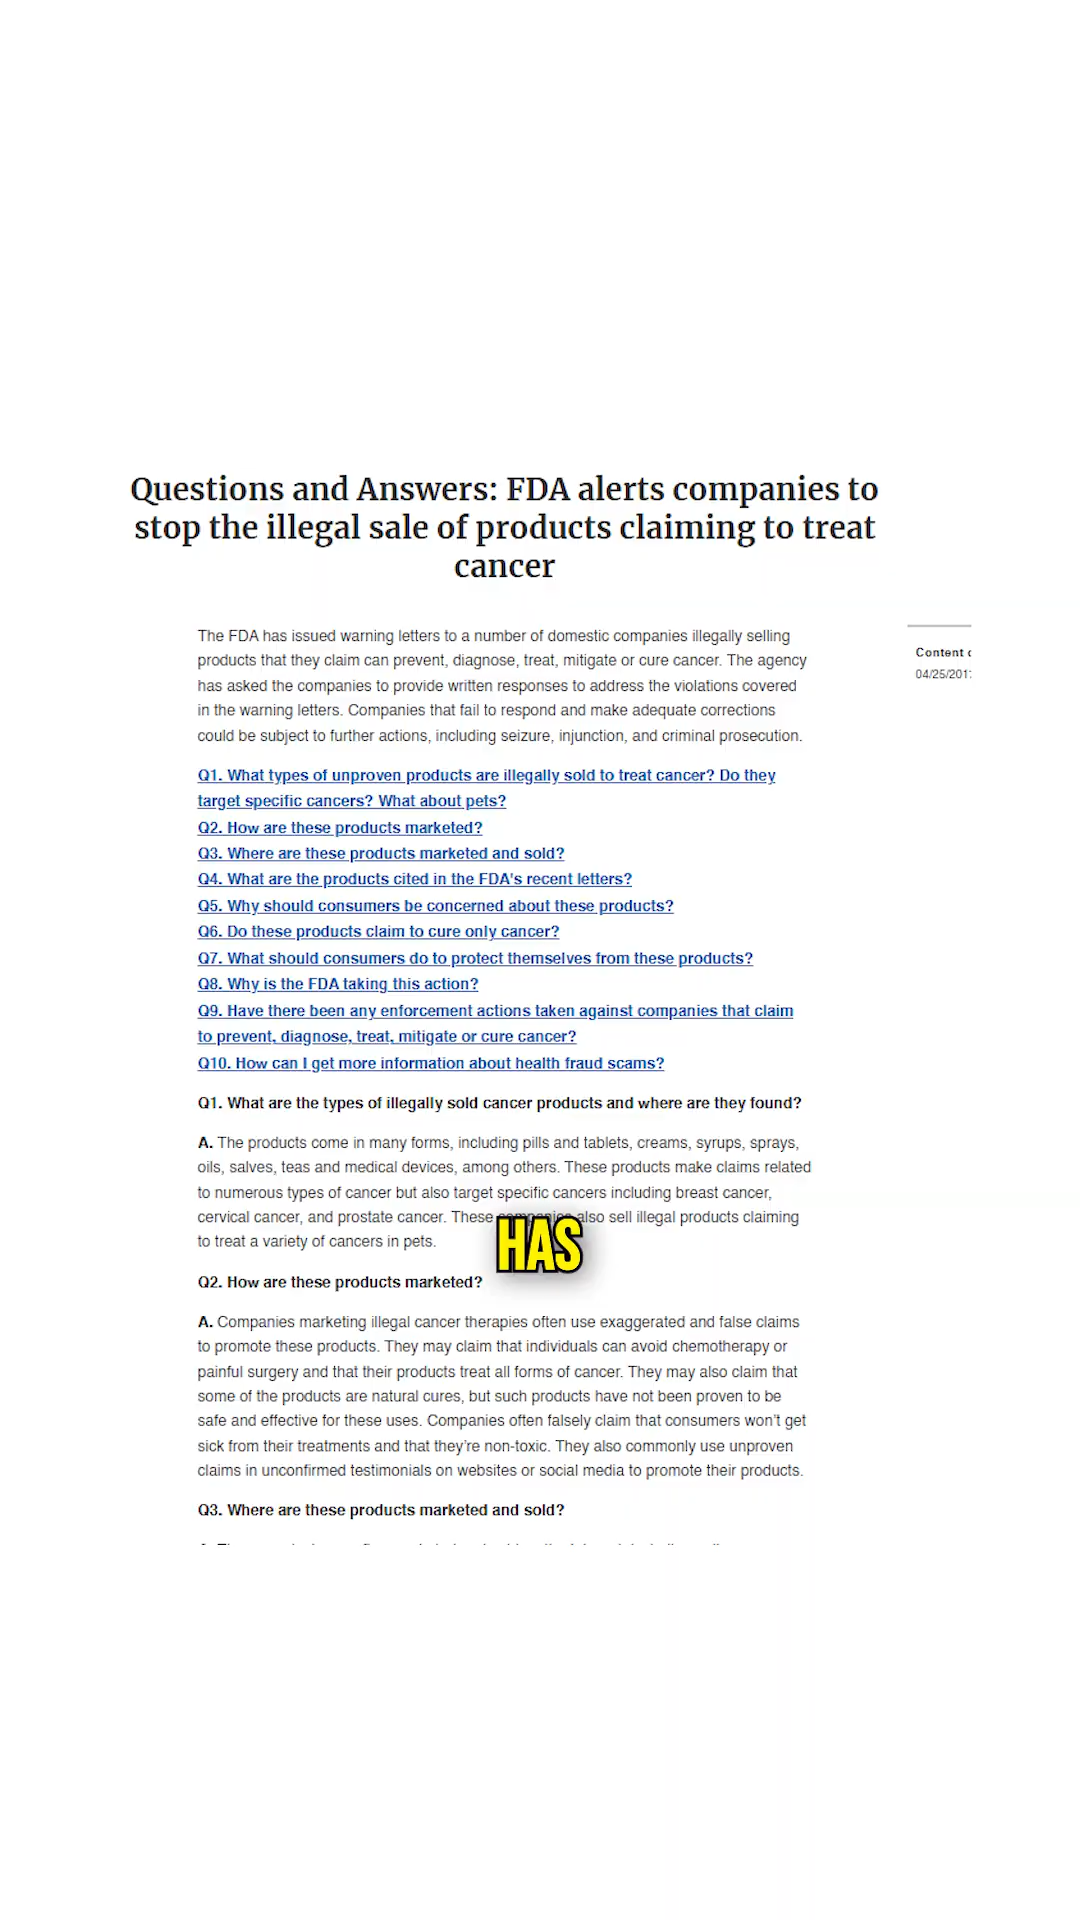 Questions and Answers: FDA alerts companies to
stop the illegal sale of products claiming to treat
cancer
The FDA has issued warning letters to a number of domestic companies illegally selling
products that they claim can prevent, diagnose, treat, mitigate or cure cancer. The agency
has asked the companies to provide written responses to address the violations covered
in the warning letters. Companies that fail to respond and make adequate corrections
could be subject to further actions, including seizure, injunction, and criminal prosecution.
Content c
04/25/201
Q1. What types of unproven products are illegally sold to treat cancer? Do they
target specific cancers? What about pets?
Q2. How are these products marketed?
Q3. Where are these products marketed and sold?
Q4. What are the products cited in the FDA's recent letters?
Q5. Why should consumers be concerned about these products?
Q6. Do these products claim to cure only cancer?
Q7. What should consumers do to protect themselves from these products?
Q8. Why is the FDA taking this action?
Q9. Have there been any enforcement actions taken against companies that claim
to prevent, diagnose, treat, mitigate or cure cancer?
Q10. How can I get more information about health fraud scams?
Q1. What are the types of illegally sold cancer products and where are they found?
A. The products come in many forms, including pills and tablets, creams, syrups, sprays,
oils, salves, teas and medical devices, among others. These products make claims related
to numerous types of cancer but also target specific cancers including breast cancer,
cervical cancer, and prostate cancer. These companies also sell illegal products claiming
to treat a variety of cancers in pets.
HAS
Q2. How are these products marketed?
A. Companies marketing illegal cancer therapies often use exaggerated and false claims
to promote these products. They may claim that individuals can avoid chemotherapy or
painful surgery and that their products treat all forms of cancer. They may also claim that
some of the products are natural cures, but such products have not been proven to be
safe and effective for these uses. Companies often falsely claim that consumers won't get
sick from their treatments and that they're non-toxic. They also commonly use unproven
claims in unconfirmed testimonials on websites or social media to promote their products.
Q3. Where are these products marketed and sold?